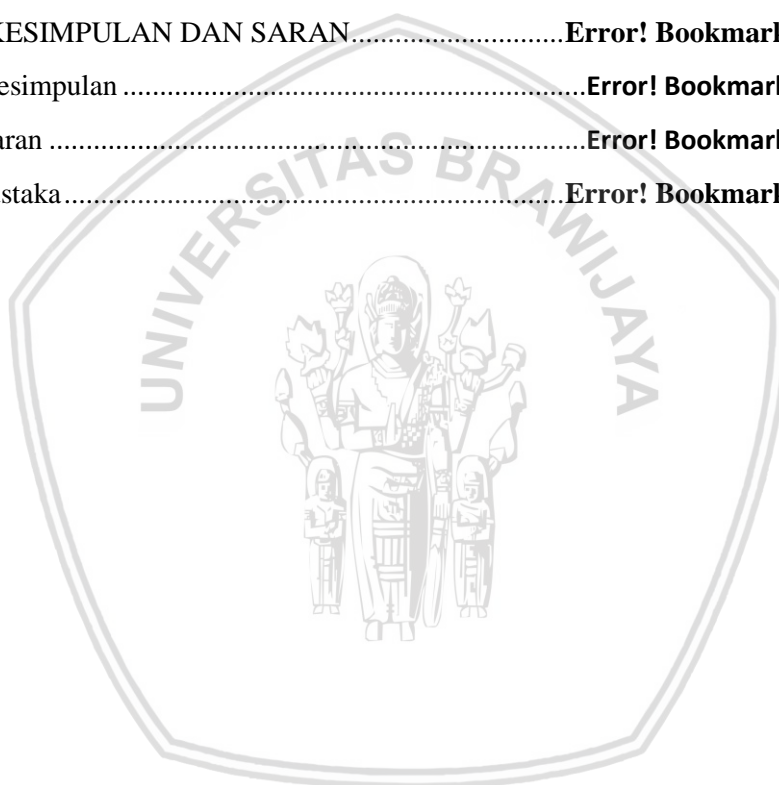 KESIMPULAN DAN SARAN..............................Error! Bookmark
esimpulan..................................................................Error! Bookmark
aran.............................................................................Error! Bookmark
staka.......................................................................Error! Bookmark
UNIVERSITAS BRAWIJAYA